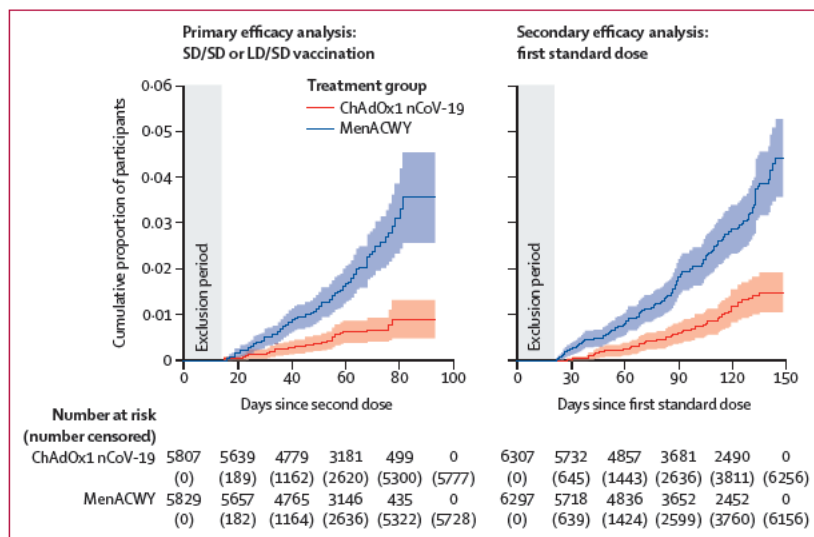 Primary efficacy analysis:
SD/SD or LD/SD vaccination
Secondary efficacy analysis:
first standard dose
Treatment group
ChAdOx1 nCoV-19
MenACWY
Cumulative proportion of participants
0·06
0·05
0·04
0·03
0·02
0·01
0
Exclusion period
Exclusion period
0 20 40 60 80 100
0 30 60 90 120 150
Days since second dose
Days since first standard dose
Number at risk
(number censored)
ChAdOx1 nCoV-19 5807 5639 4779 3181 499 0 6307 5732 4857 3681 2490 0
(0) (189) (1162) (2620) (5300) (5777) (0) (645) (1443) (2636) (3811) (6256)
MenACWY 5829 5657 4765 3146 435 0 6297 5718 4836 3652 2452 0
(0) (182) (1164) (2636) (5322) (5728) (0) (639) (1424) (2599) (3760) (6156)